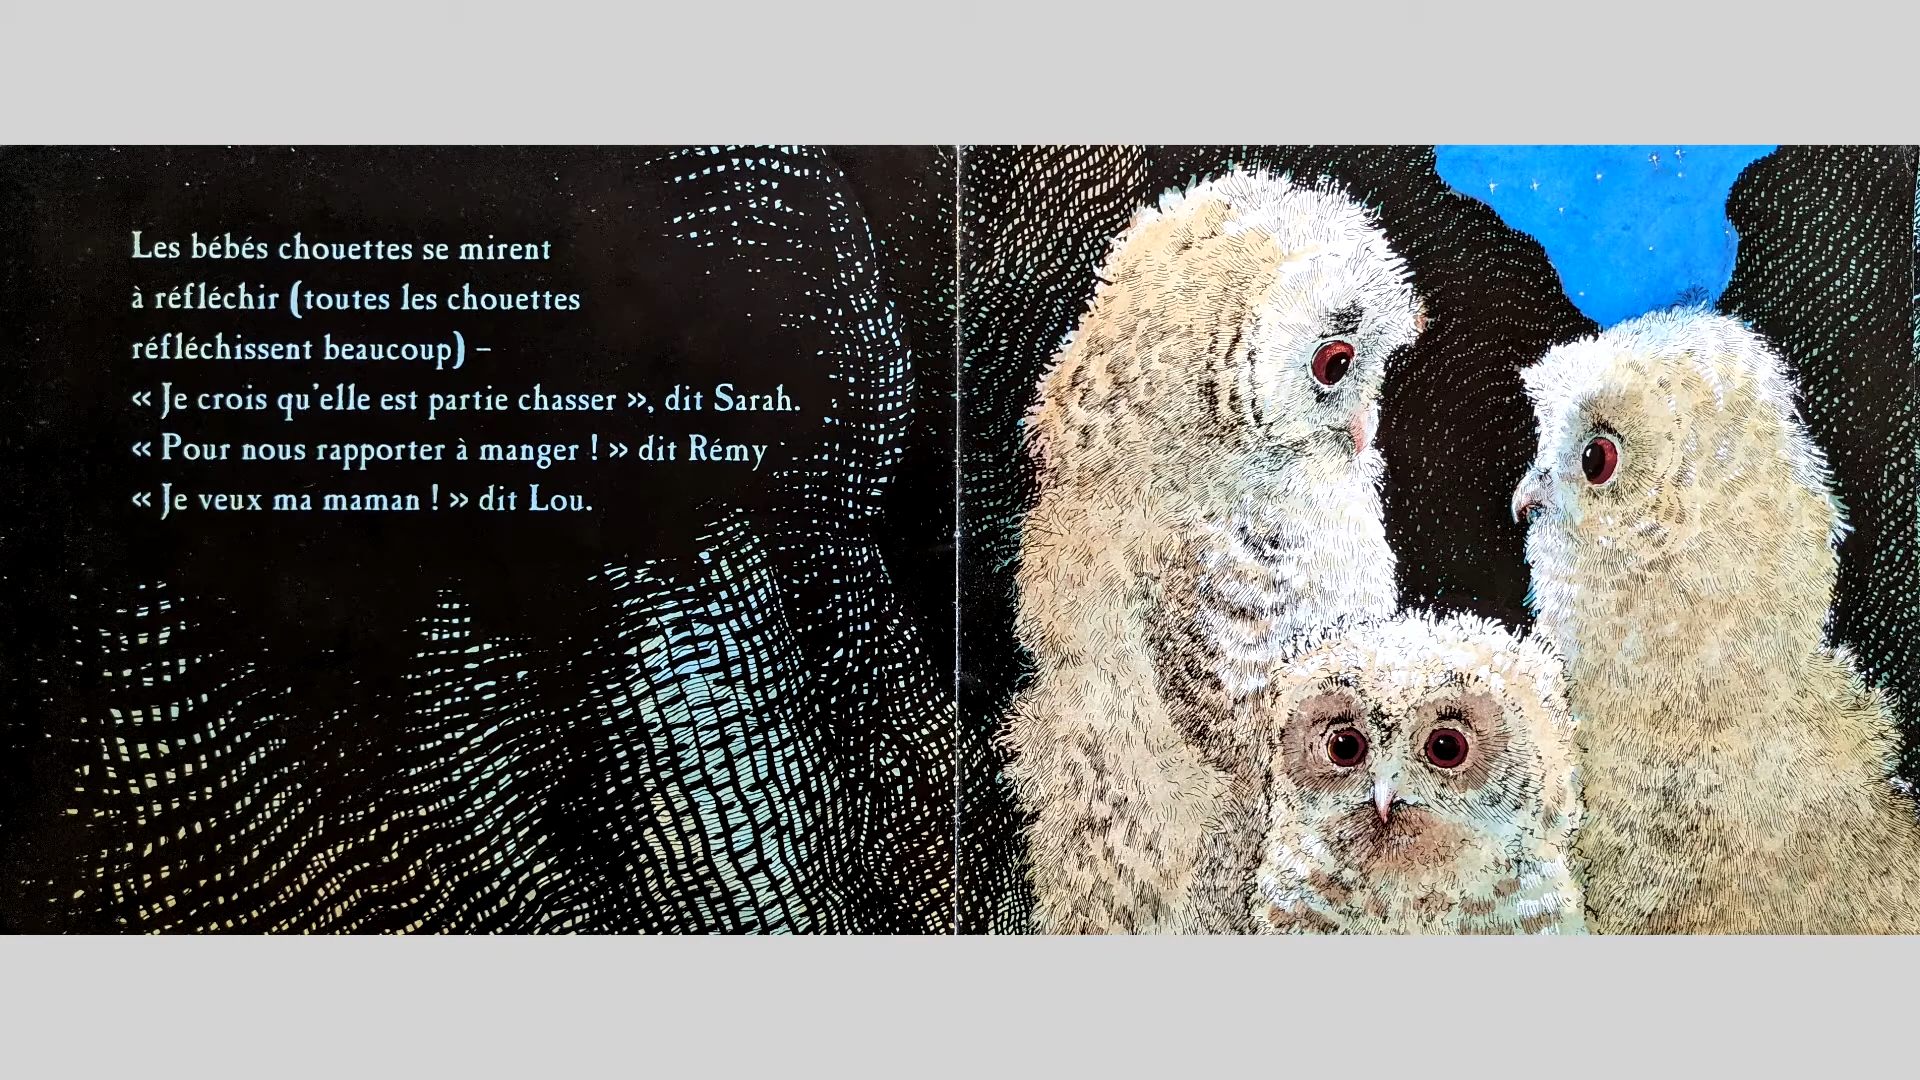 Les bébés chouettes se mirent
à réfléchir (toutes les chouettes
réfléchissent beaucoup) –
« Je crois qu'elle est partie chasser », dit Sarah.
« Pour nous rapporter à manger ! » dit Rémy
« Je veux ma maman ! » dit Lou.